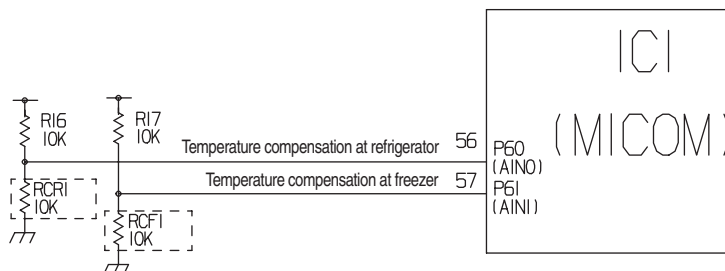 IC1
(MICOM)
R16
10K
R17
10K
Temperature compensation at refrigerator
56
P60
(AIN0)
Temperature compensation at freezer
57
P61
(AIN1)
RCR1
10K
RCF1
10K